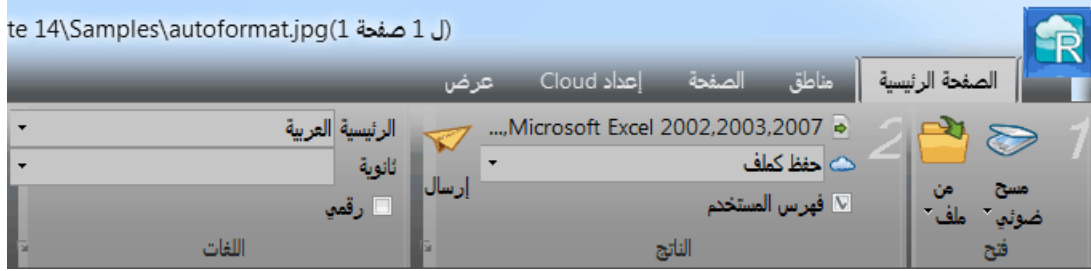 te 14\Samples\autoformat.jpg(ل 1 صفحة 1)
الصفحة الرئيسية مناطق الصفحة إعداد Cloud عرض
1
مسح ضوئي
من ملف
فتح
2
Microsoft Excel 2002,2003,2007,...
حفظ كملف
فهرس المستخدم
إرسال
الناتج
الرئيسية العربية
ثانوية
رقمي
اللغات
R